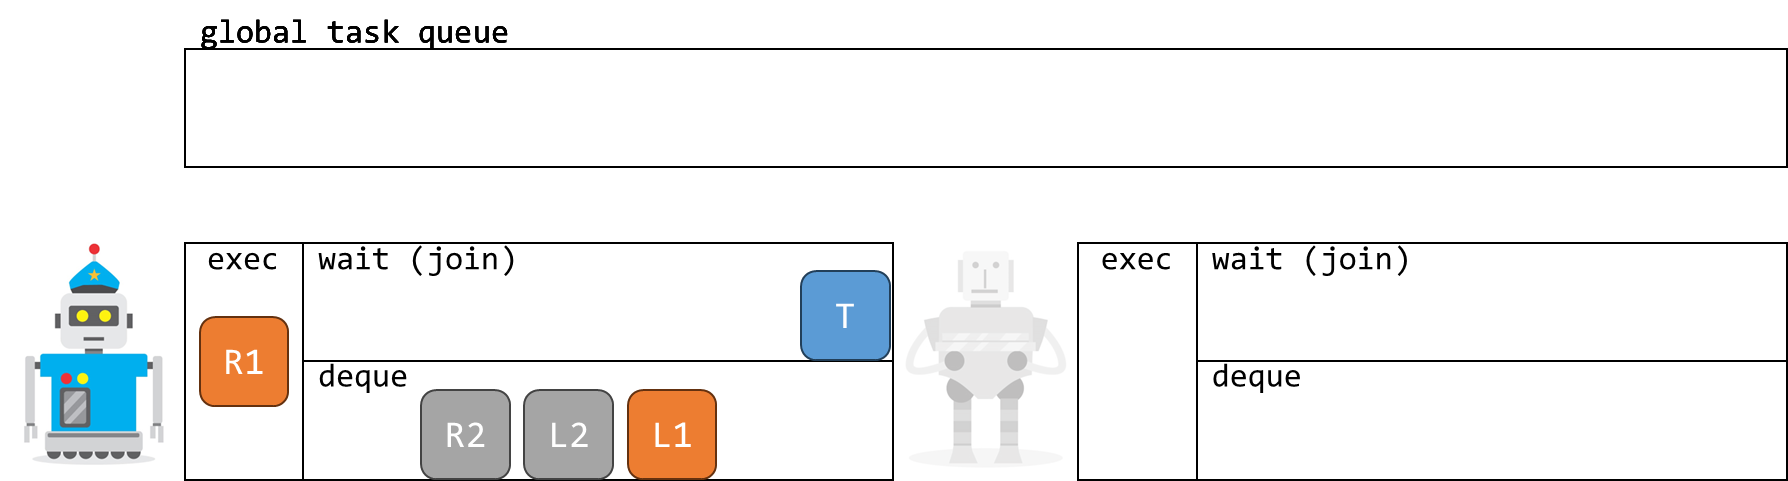 global task queue
exec
wait (join)
T
R1
deque
R2 L2 L1
exec
wait (join)
deque